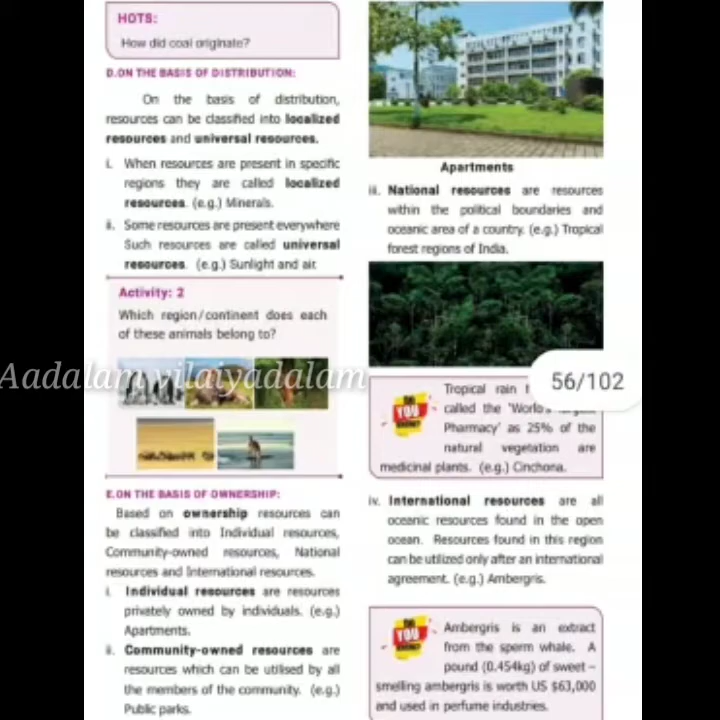 HOTS:
How did coal originate?
D.ON THE BASIS OF DISTRIBUTION:
On the basis of distribution,
resources can be classified into localized
resources and universal resources.
i. When resources are present in specific
regions they are called localized
resources. (e.g.) Minerals.
ii. Some resources are present everywhere
Such resources are called universal
resources. (e.g.) Sunlight and air.
Activity: 2
Which region/continent does each
of these animals belong to?
Aadalam vilaiyadalam
E.ON THE BASIS OF OWNERSHIP:
Based on ownership resources can
be classified into Individual resources,
Community-owned resources, National
resources and International resources.
i. Individual resources are resources
privately owned by individuals. (e.g.)
Apartments.
ii. Community-owned resources are
resources which can be utilised by all
the members of the community. (e.g.)
Public parks.
Apartments
iii. National resources are resources
within the political boundaries and
oceanic area of a country. (e.g.) Tropical
forest regions of India.
56/102
DO YOU KNOW?
Tropical rain
called the 'World's
Pharmacy' as 25% of the
natural vegetation are
medicinal plants. (e.g.) Cinchona.
iv. International resources are all
oceanic resources found in the open
ocean. Resources found in this region
can be utilized only after an international
agreement. (e.g.) Ambergris.
DO YOU KNOW?
Ambergris is an extract
from the sperm whale. A
pound (0.454kg) of sweet –
smelling ambergris is worth US $63,000
and used in perfume industries.